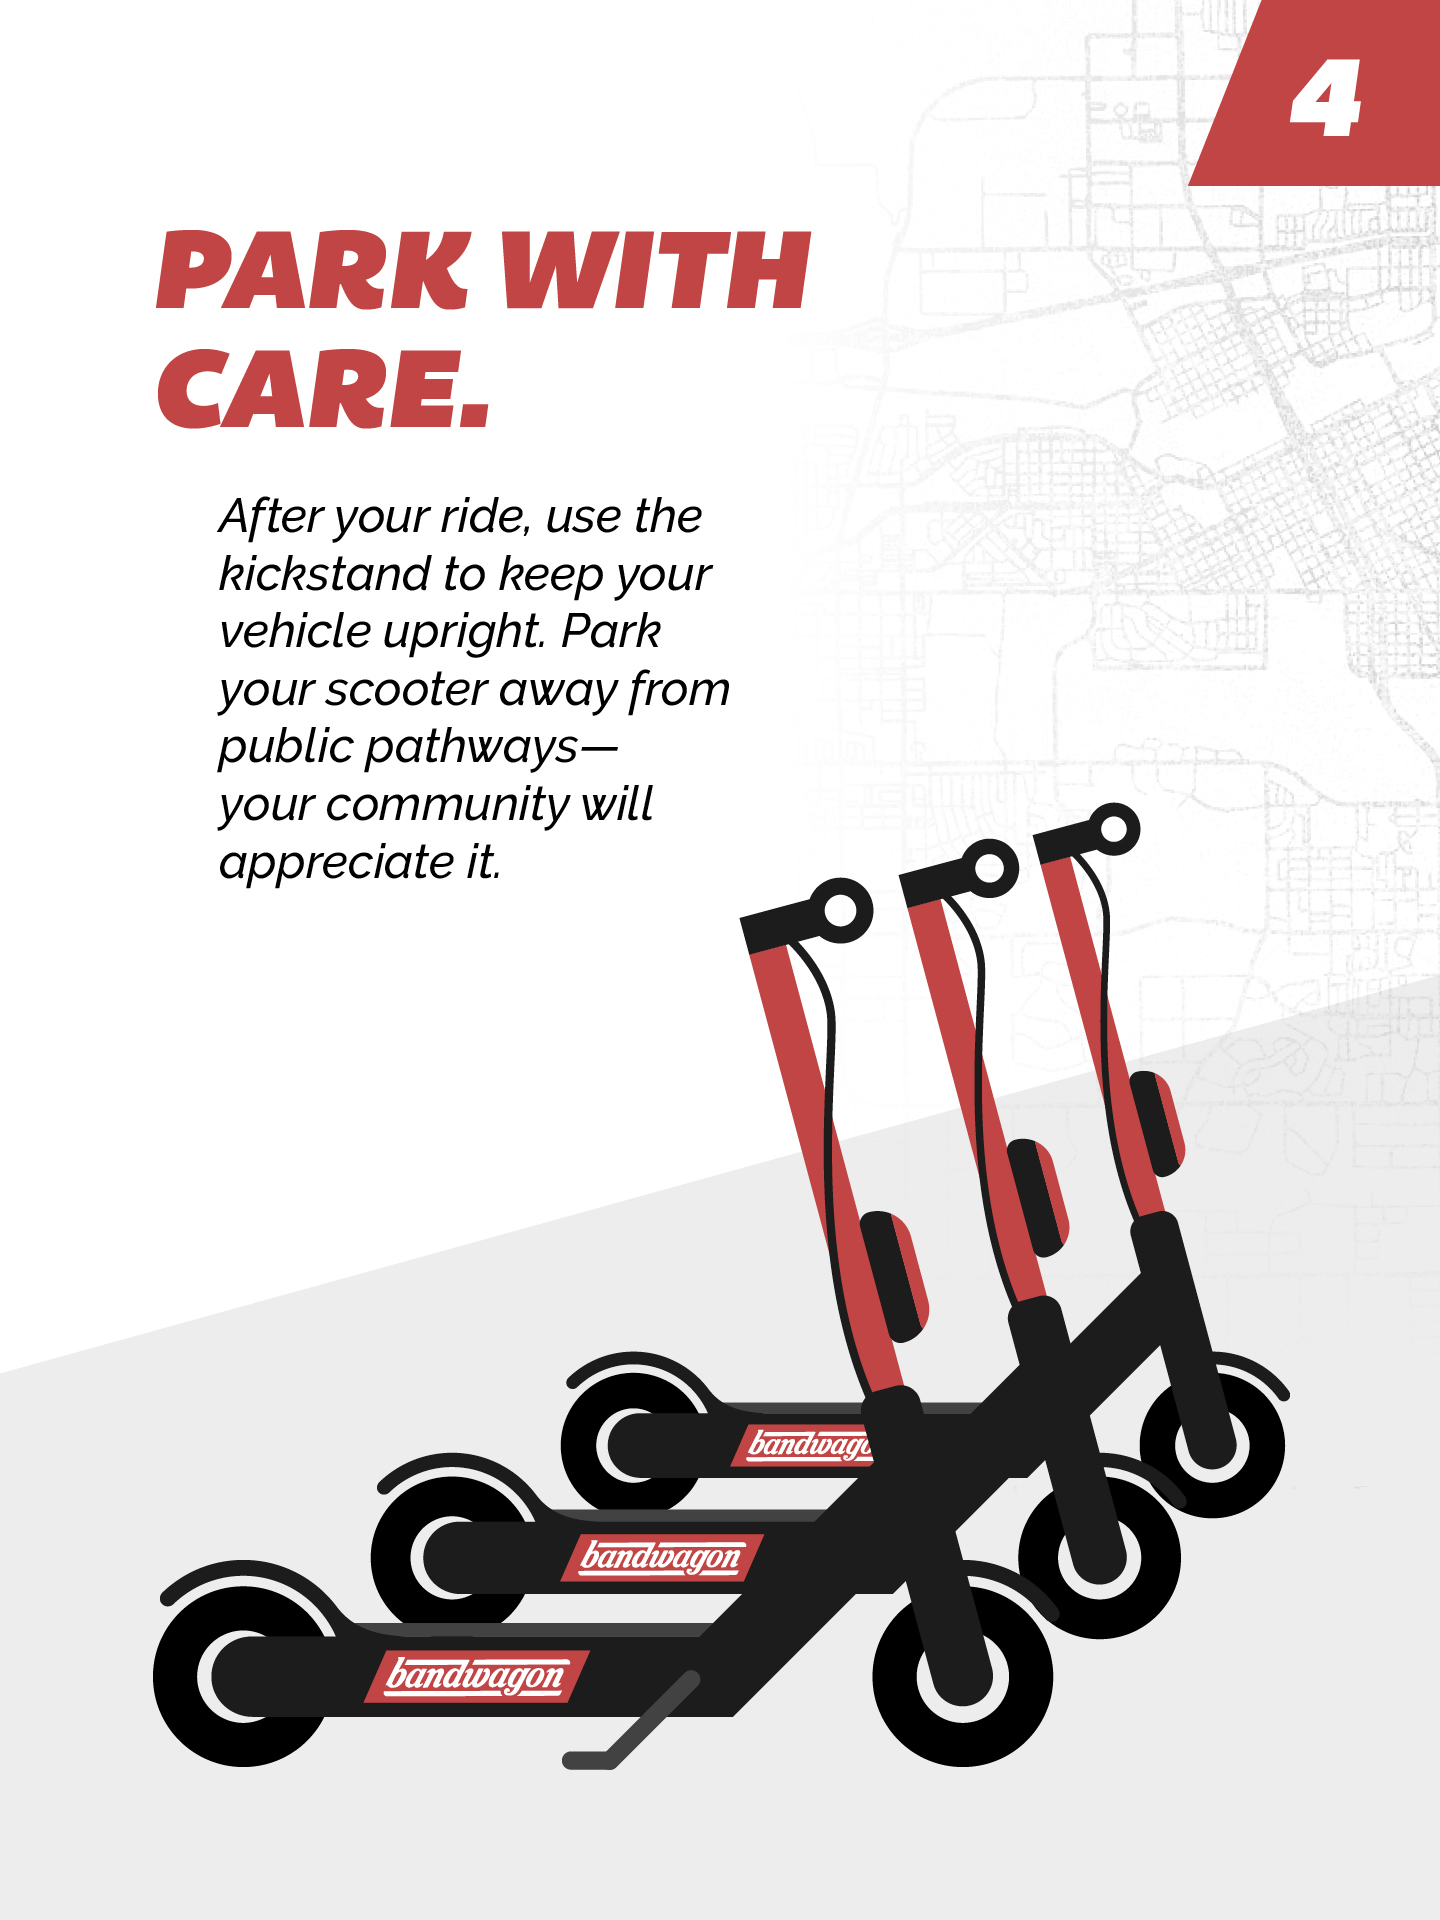 4
PARK WITH
CARE.
After your ride, use the
kickstand to keep your
vehicle upright. Park
your scooter away from
public pathways—
your community will
appreciate it.
bandwago
bandwagon
bandwagon